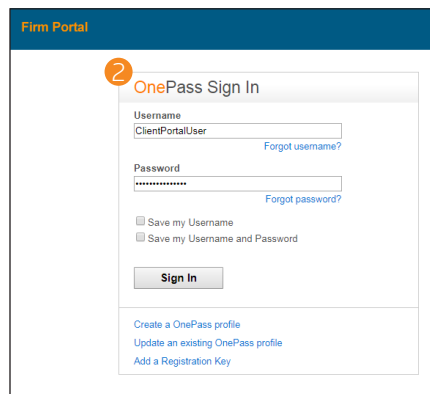 Firm Portal
2
OnePass Sign In
Username
ClientPortalUser
Forgot username?
Password
•••••••••••••••
Forgot password?
Save my Username
Save my Username and Password
Sign In
Create a OnePass profile
Update an existing OnePass profile
Add a Registration Key